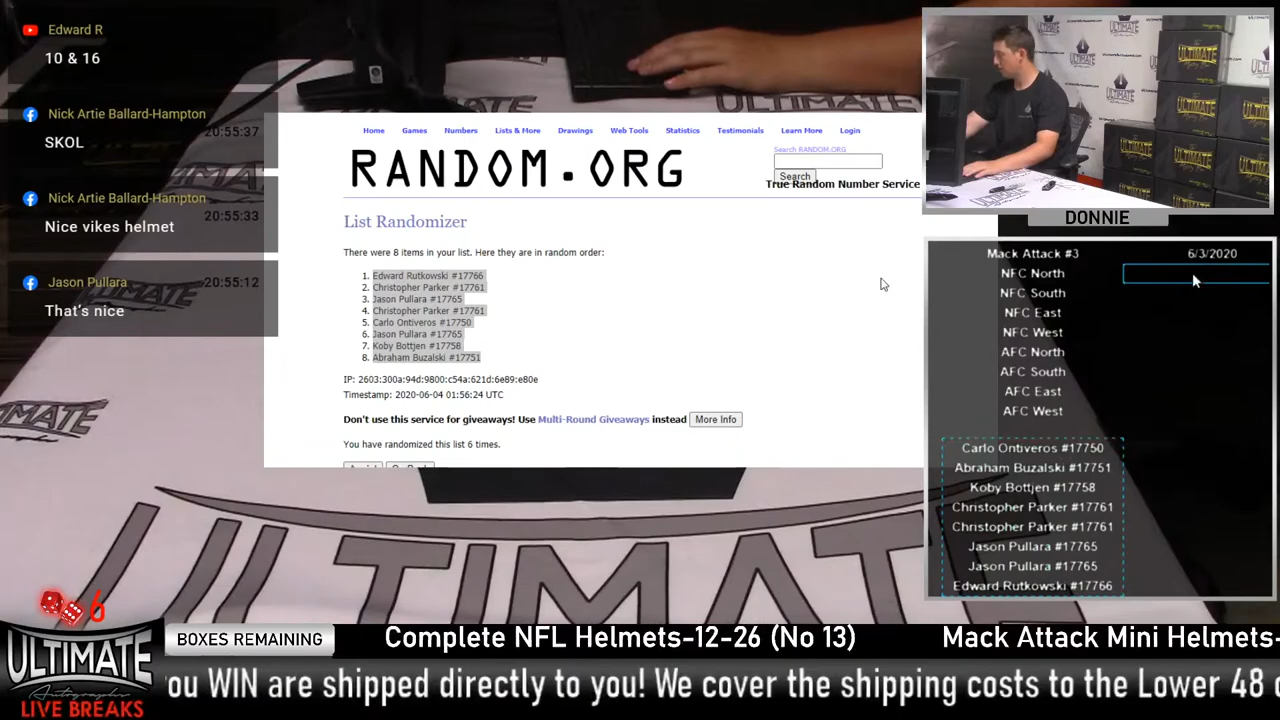 Edward R
10 & 16
Nick Artie Ballard-Hampton
20:55:37
SKOL
Nick Artie Ballard-Hampton
20:55:33
Nice vikes helmet
Jason Pullara
20:55:12
That's nice
ULTIMATE
Home Games Numbers Lists & More Drawings Web Tools Statistics Testimonials Learn More Login
RANDOM.ORG
Search RANDOM.ORG
Search
True Random Number Service
List Randomizer
There were 8 items in your list. Here they are in random order:
1. Edward Rutkowski #17766
2. Christopher Parker #17761
3. Jason Pullara #17765
4. Christopher Parker #17761
5. Carlo Ontiveros #17750
6. Jason Pullara #17765
7. Koby Bottjen #17758
8. Abraham Buzalski #17751
IP: 2603:300a:94d:9800:c54a:621d:6e89:e80e
Timestamp: 2020-06-04 01:56:24 UTC
Don't use this service for giveaways! Use Multi-Round Giveaways instead More Info
You have randomized this list 6 times.
DONNIE
Mack Attack #3 6/3/2020
NFC North
NFC South
NFC East
NFC West
AFC North
AFC South
AFC East
AFC West
Carlo Ontiveros #17750
Abraham Buzalski #17751
Koby Bottjen #17758
Christopher Parker #17761
Christopher Parker #17761
Jason Pullara #17765
Jason Pullara #17765
Edward Rutkowski #17766
ULTIMATE
6
ULTIMATE
Autographs
LIVE BREAKS
BOXES REMAINING
Complete NFL Helmets-12-26 (No 13) Mack Attack Mini Helmets-
ou WIN are shipped directly to you! We cover the shipping costs to the Lower 48